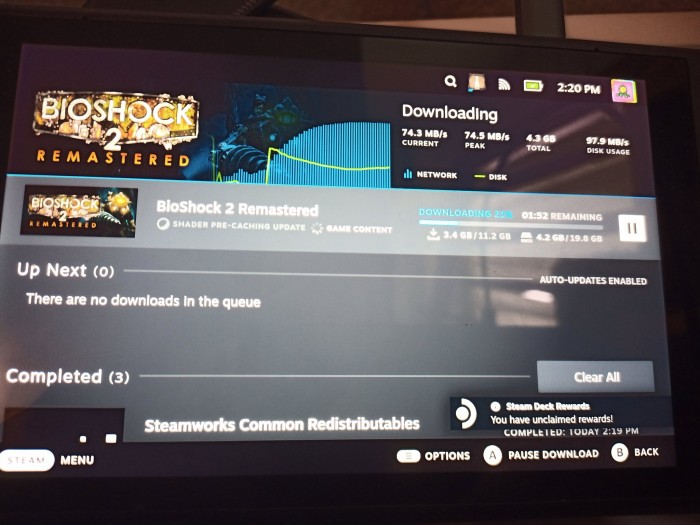 2:20 PM
BIOSHOCK
2
REMASTERED
Downloading
74.3 MB/s 74.5 MB/s 4.3 GB 97.9 MB/s
CURRENT PEAK TOTAL DISK USAGE
NETWORK DISK
BIOSHOCK
2
REMASTERED
BioShock 2 Remastered
SHADER PRE-CACHING UPDATE GAME CONTENT
DOWNLOADING 01:52 REMAINING
3.4 GB/11.2 GB 4.2 GB/19.8 GB
Up Next (0) AUTO-UPDATES ENABLED
There are no downloads in the queue
Completed (3) Clear All
Steam Deck Rewards
You have unclaimed rewards!
Steamworks Common Redistributables
COMPLETED: TODAY 2:19 PM
STEAM MENU OPTIONS A PAUSE DOWNLOAD B BACK